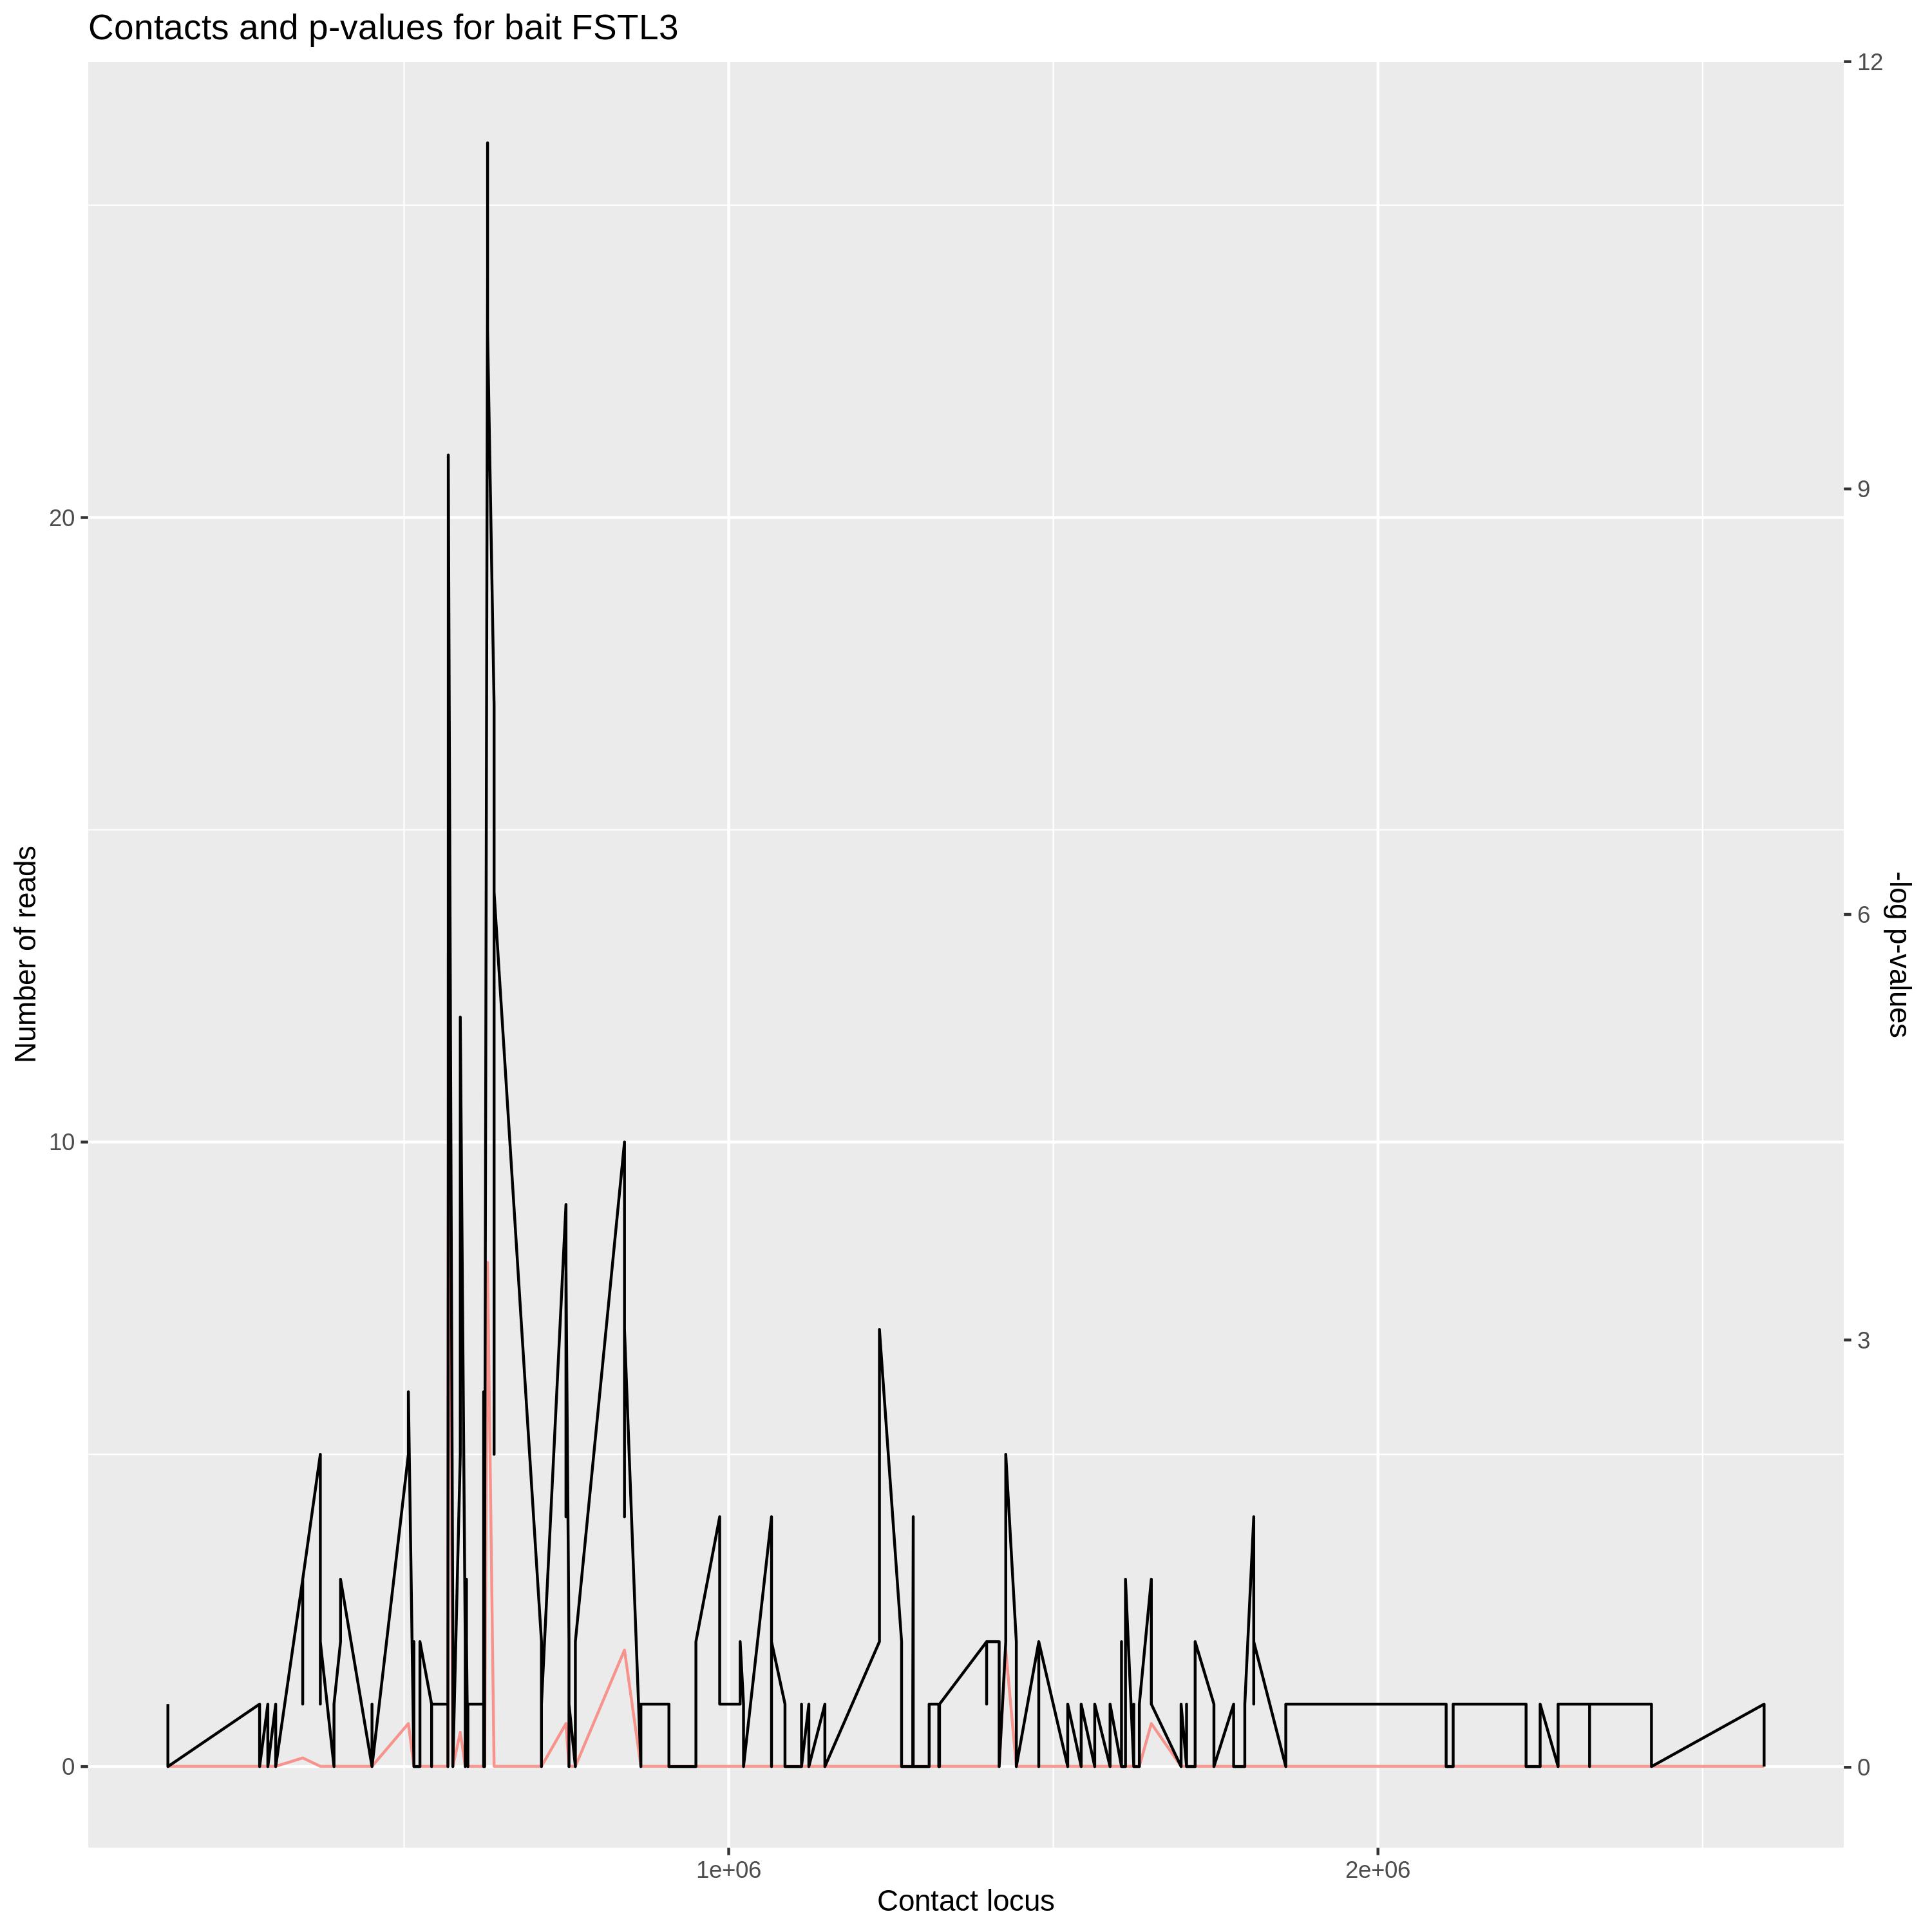 Contacts and p-values for bait FSTL3
12
9
20
Number of reads
-log p-values
6
10
3
0
0
1e+06
2e+06
Contact locus